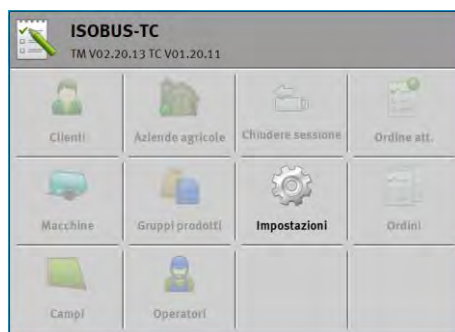 ISOBUS-TC
TM V02.20.13 TC V01.20.11
Clienti
Aziende agricole
Chiudere sessione
Ordine att.
Macchine
Gruppi prodotti
Impostazioni
Ordini
Campi
Operatori